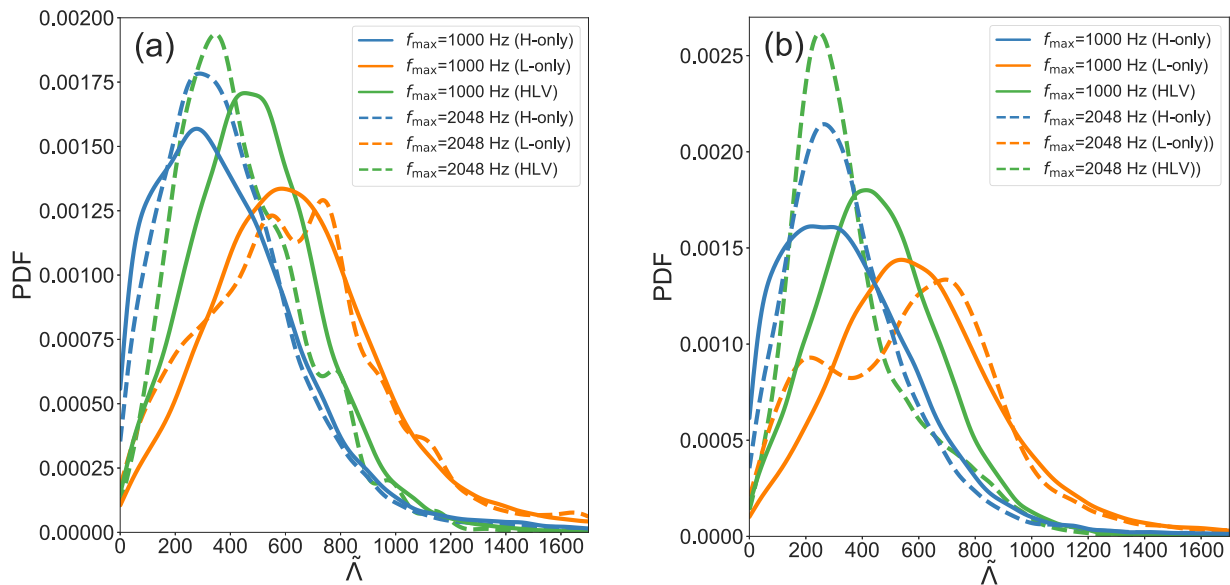 (a)
f_max=1000 Hz (H-only)
f_max=1000 Hz (L-only)
f_max=1000 Hz (HLV)
f_max=2048 Hz (H-only)
f_max=2048 Hz (L-only)
f_max=2048 Hz (HLV)
PDF
0.00200
0.00175
0.00150
0.00125
0.00100
0.00075
0.00050
0.00025
0.00000
0 200 400 600 800 1000 1200 1400 1600
Λ̃
(b)
f_max=1000 Hz (H-only)
f_max=1000 Hz (L-only)
f_max=1000 Hz (HLV)
f_max=2048 Hz (H-only)
f_max=2048 Hz (L-only))
f_max=2048 Hz (HLV))
PDF
0.0025
0.0020
0.0015
0.0010
0.0005
0.0000
0 200 400 600 800 1000 1200 1400 1600
Λ̃